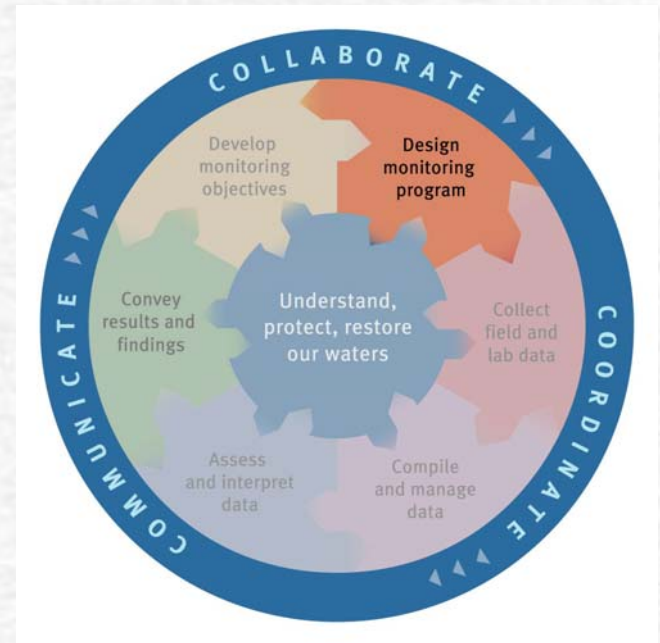 COLLABORATE
Develop
monitoring
objectives
Design
monitoring
program
Convey
results and
findings
Understand,
protect, restore
our waters
Collect
field and
lab data
Assess
and interpret
data
Compile
and manage
data
COORDINATE
COMMUNICATE